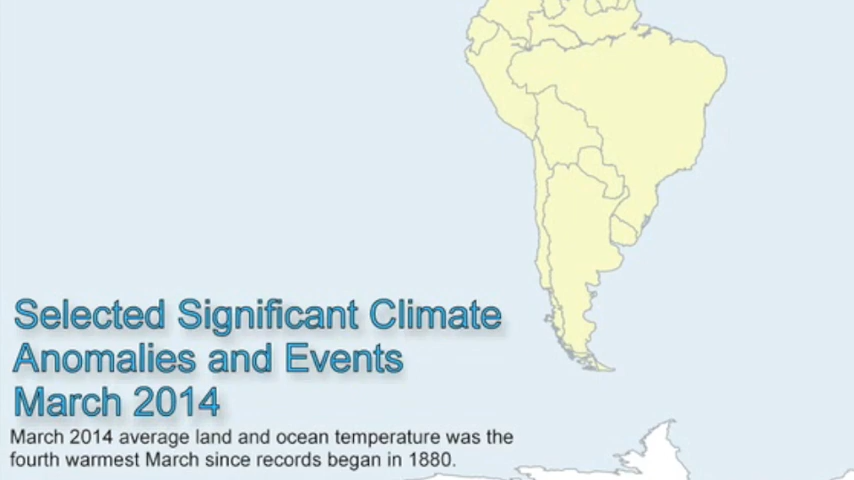 Selected Significant Climate
Anomalies and Events
March 2014
March 2014 average land and ocean temperature was the
fourth warmest March since records began in 1880.